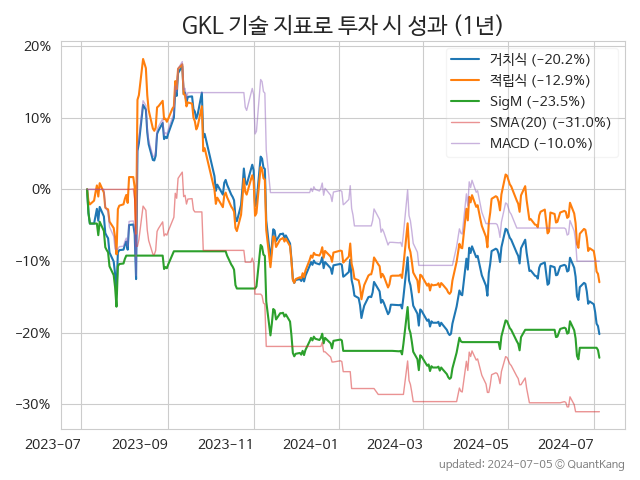 GKL 기술 지표로 투자 시 성과 (1년)
20%
10%
0%
−10%
−20%
−30%
거치식 (−20.2%)
적립식 (−12.9%)
SigM (−23.5%)
SMA(20) (−31.0%)
MACD (−10.0%)
2023−07
2023−09
2023−11
2024−01
2024−03
2024−05
2024−07
updated: 2024-07-05 ⓒ QuantKang